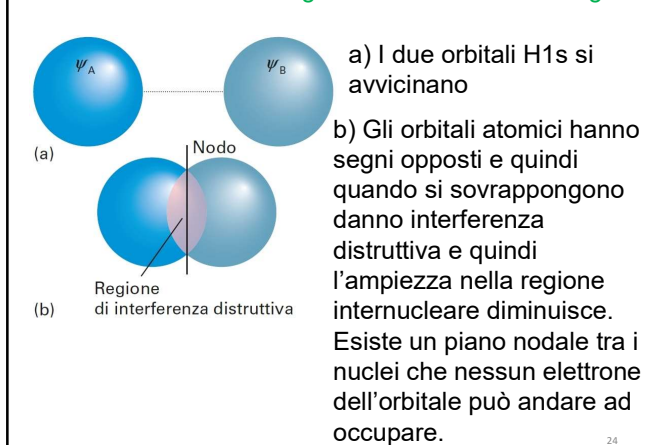 ψA
ψB
(a)
Nodo
Regione
di interferenza distruttiva
(b)
a) I due orbitali H1s si
avvicinano
b) Gli orbitali atomici hanno
segni opposti e quindi
quando si sovrappongono
danno interferenza
distruttiva e quindi
l’ampiezza nella regione
internucleare diminuisce.
Esiste un piano nodale tra i
nuclei che nessun elettrone
dell’orbitale può andare ad
occupare.
24